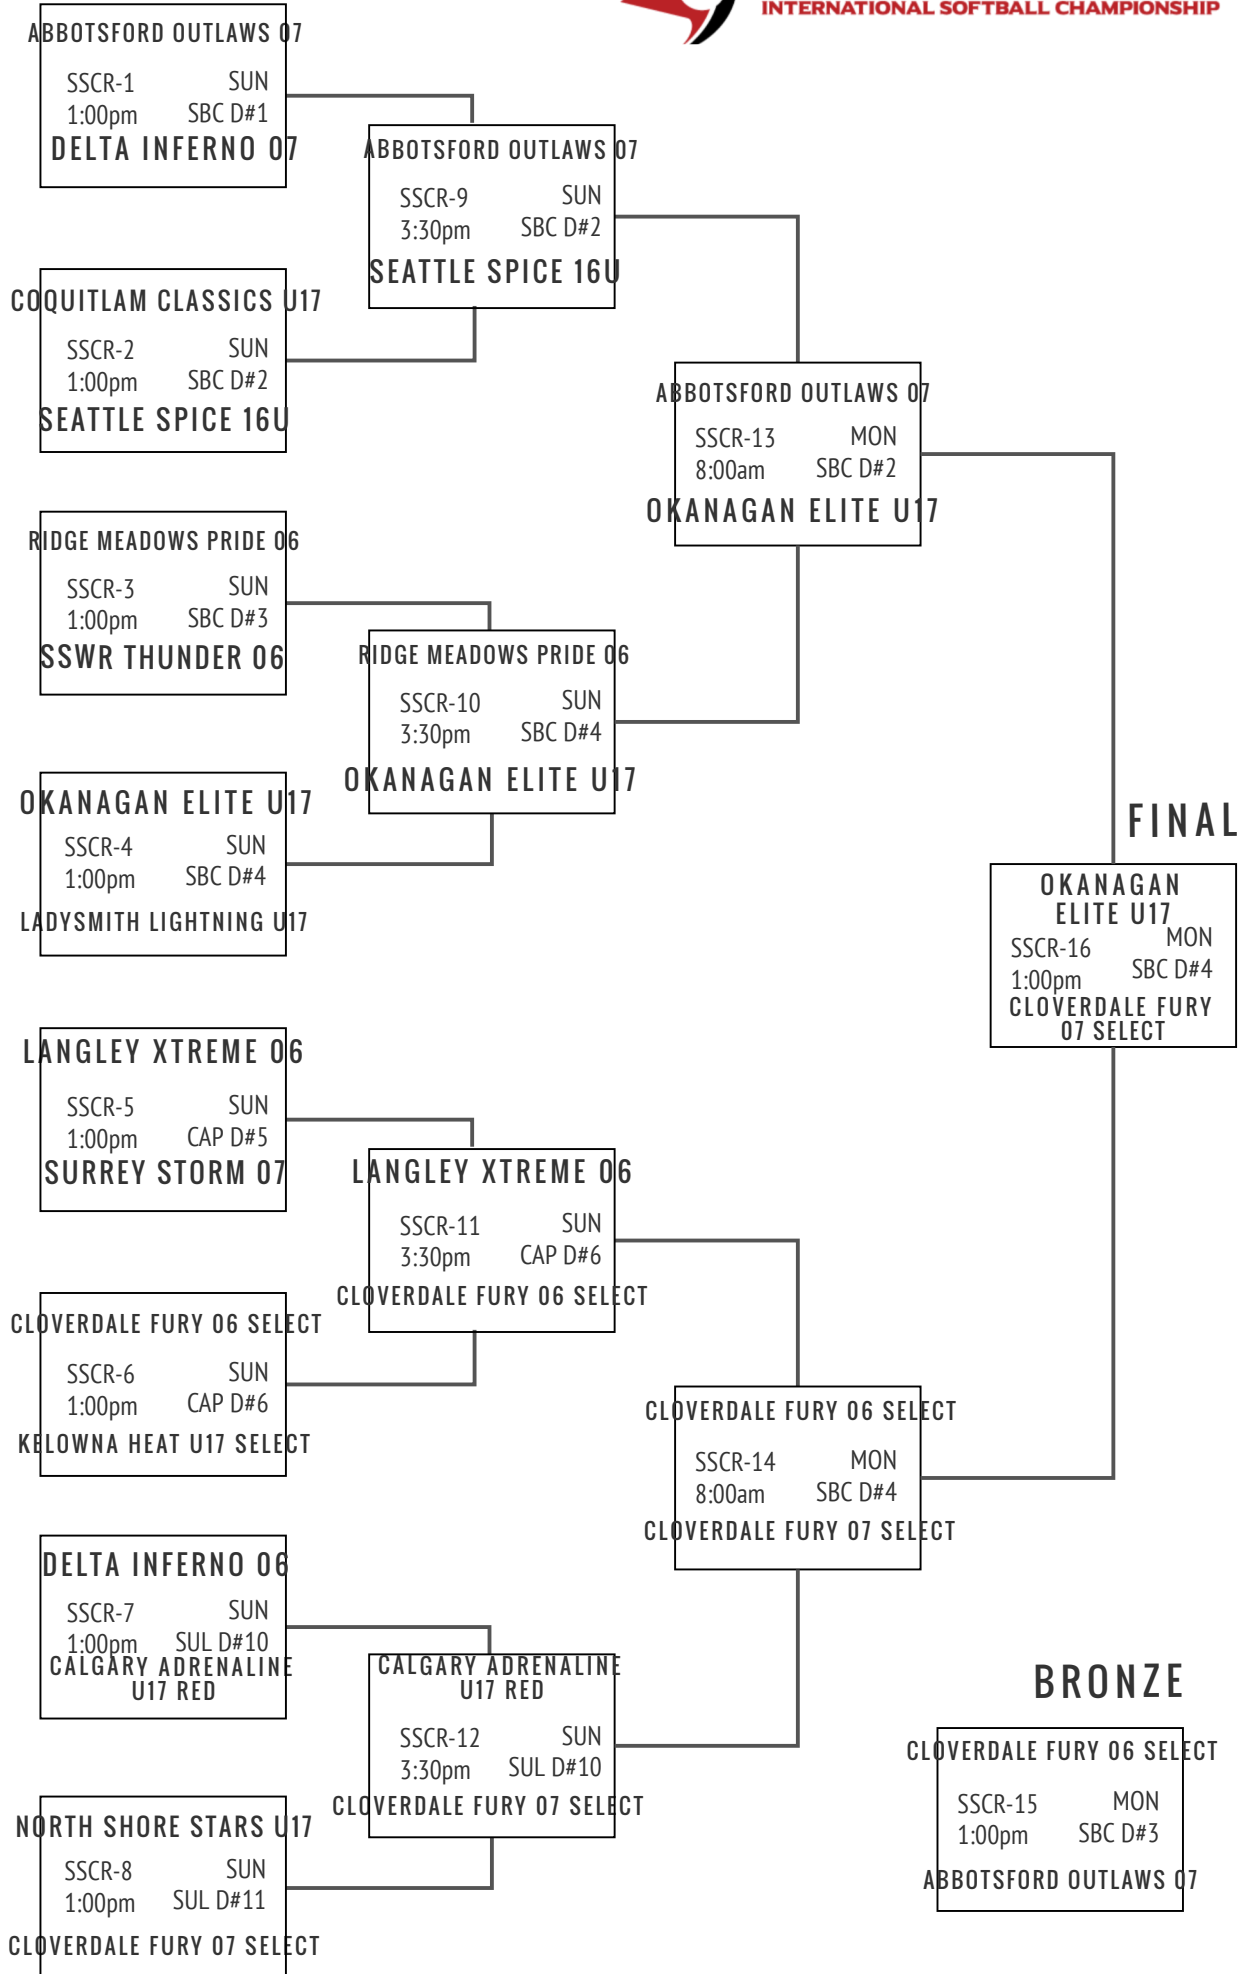 INTERNATIONAL SOFTBALL CHAMPIONSHIP
ABBOTSFORD OUTLAWS 07
SSCR-1 SUN
1:00pm SBC D#1
DELTA INFERNO 07
COQUITLAM CLASSICS U17
SSCR-2 SUN
1:00pm SBC D#2
SEATTLE SPICE 16U
RIDGE MEADOWS PRIDE 06
SSCR-3 SUN
1:00pm SBC D#3
SSWR THUNDER 06
OKANAGAN ELITE U17
SSCR-4 SUN
1:00pm SBC D#4
LADYSMITH LIGHTNING U17
LANGLEY XTREME 06
SSCR-5 SUN
1:00pm CAP D#5
SURREY STORM 07
CLOVERDALE FURY 06 SELECT
SSCR-6 SUN
1:00pm CAP D#6
KELOWNA HEAT U17 SELECT
DELTA INFERNO 06
SSCR-7 SUN
1:00pm SUL D#10
CALGARY ADRENALINE
U17 RED
NORTH SHORE STARS U17
SSCR-8 SUN
1:00pm SUL D#11
CLOVERDALE FURY 07 SELECT
ABBOTSFORD OUTLAWS 07
SSCR-9 SUN
3:30pm SBC D#2
SEATTLE SPICE 16U
RIDGE MEADOWS PRIDE 06
SSCR-10 SUN
3:30pm SBC D#4
OKANAGAN ELITE U17
LANGLEY XTREME 06
SSCR-11 SUN
3:30pm CAP D#6
CLOVERDALE FURY 06 SELECT
CALGARY ADRENALINE
U17 RED
SSCR-12 SUN
3:30pm SUL D#10
CLOVERDALE FURY 07 SELECT
ABBOTSFORD OUTLAWS 07
SSCR-13 MON
8:00am SBC D#2
OKANAGAN ELITE U17
CLOVERDALE FURY 06 SELECT
SSCR-14 MON
8:00am SBC D#4
CLOVERDALE FURY 07 SELECT
FINAL
OKANAGAN
ELITE U17
SSCR-16 MON
1:00pm SBC D#4
CLOVERDALE FURY
07 SELECT
BRONZE
CLOVERDALE FURY 06 SELECT
SSCR-15 MON
1:00pm SBC D#3
ABBOTSFORD OUTLAWS 07